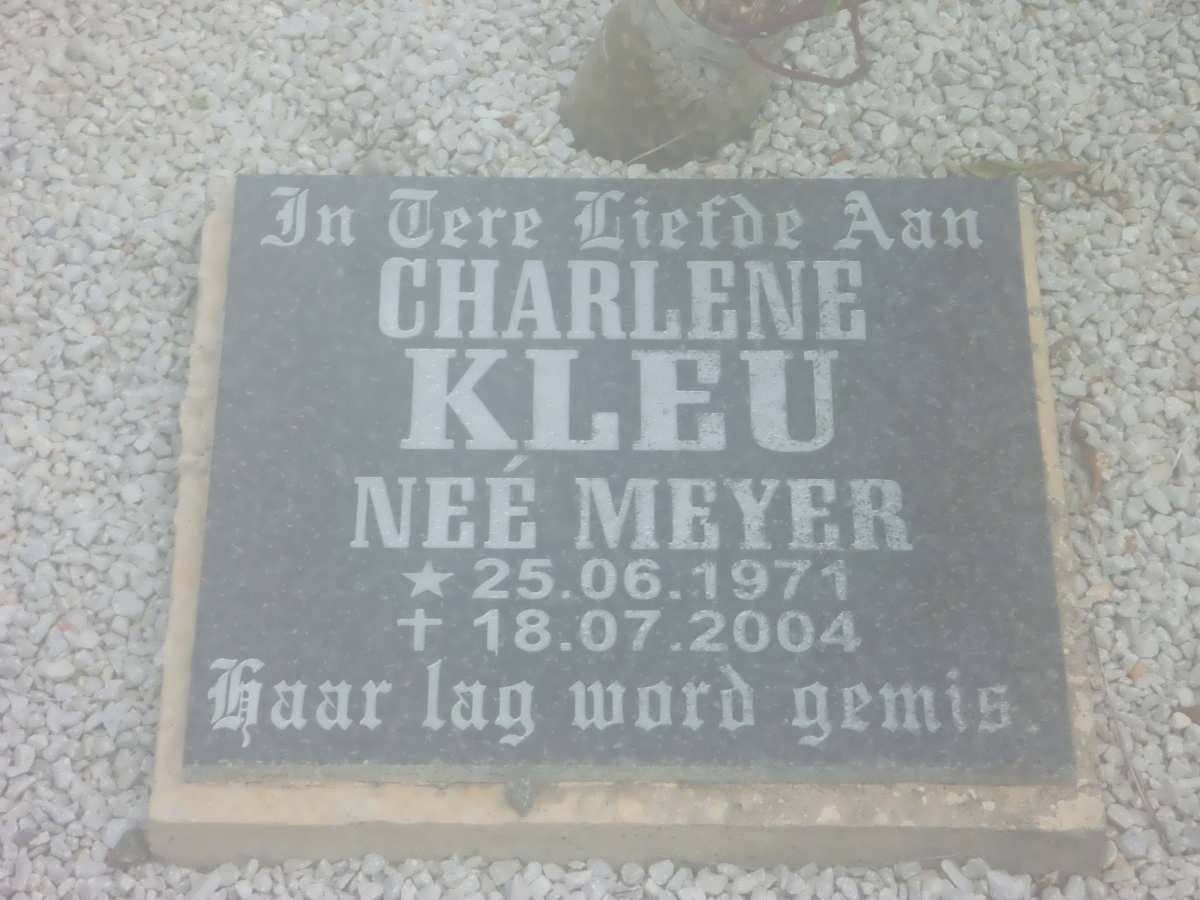 In Tere Liefde Aan
CHARLENE
KLEU
NEÉ MEYER
★ 25.06.1971
✝ 18.07.2004
Haar lag word gemis